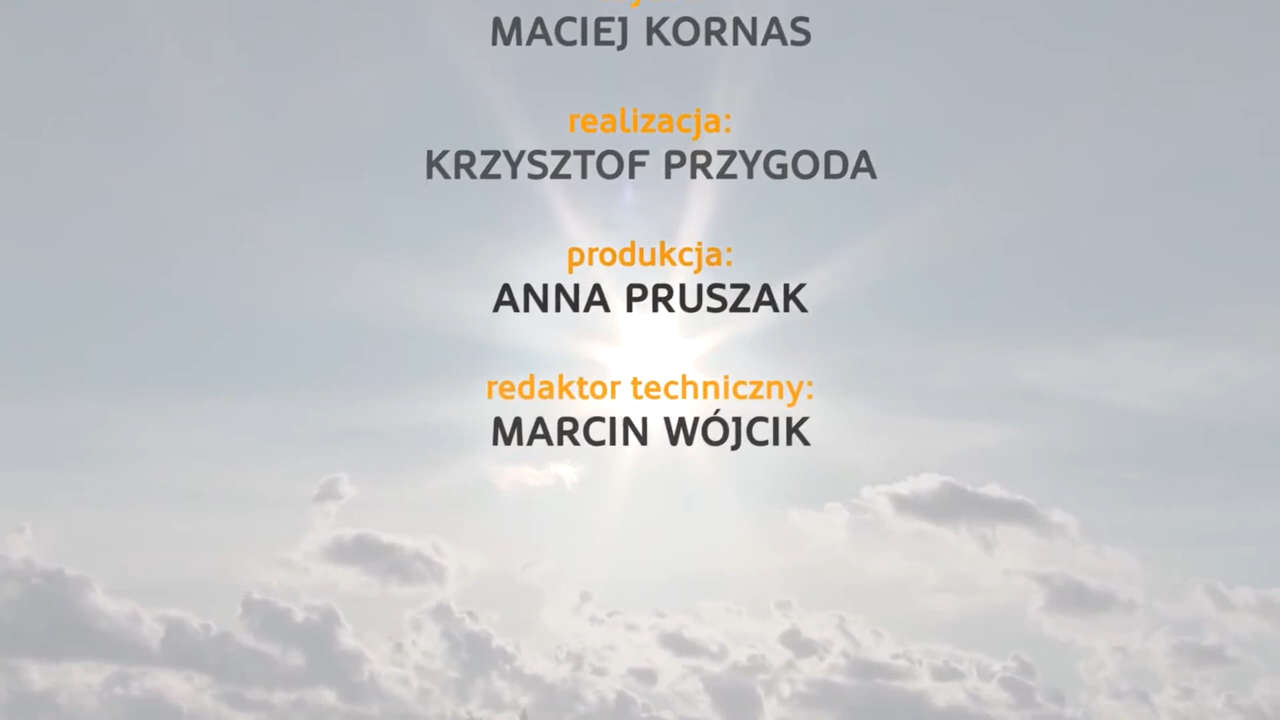 MACIEJ KORNAS
realizacja:
KRZYSZTOF PRZYGODA
produkcja:
ANNA PRUSZAK
redaktor techniczny:
MARCIN WÓJCIK